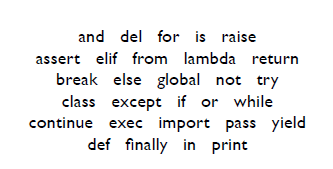 and del for is raise
assert elif from lambda return
break else global not try
class except if or while
continue exec import pass yield
def finally in print